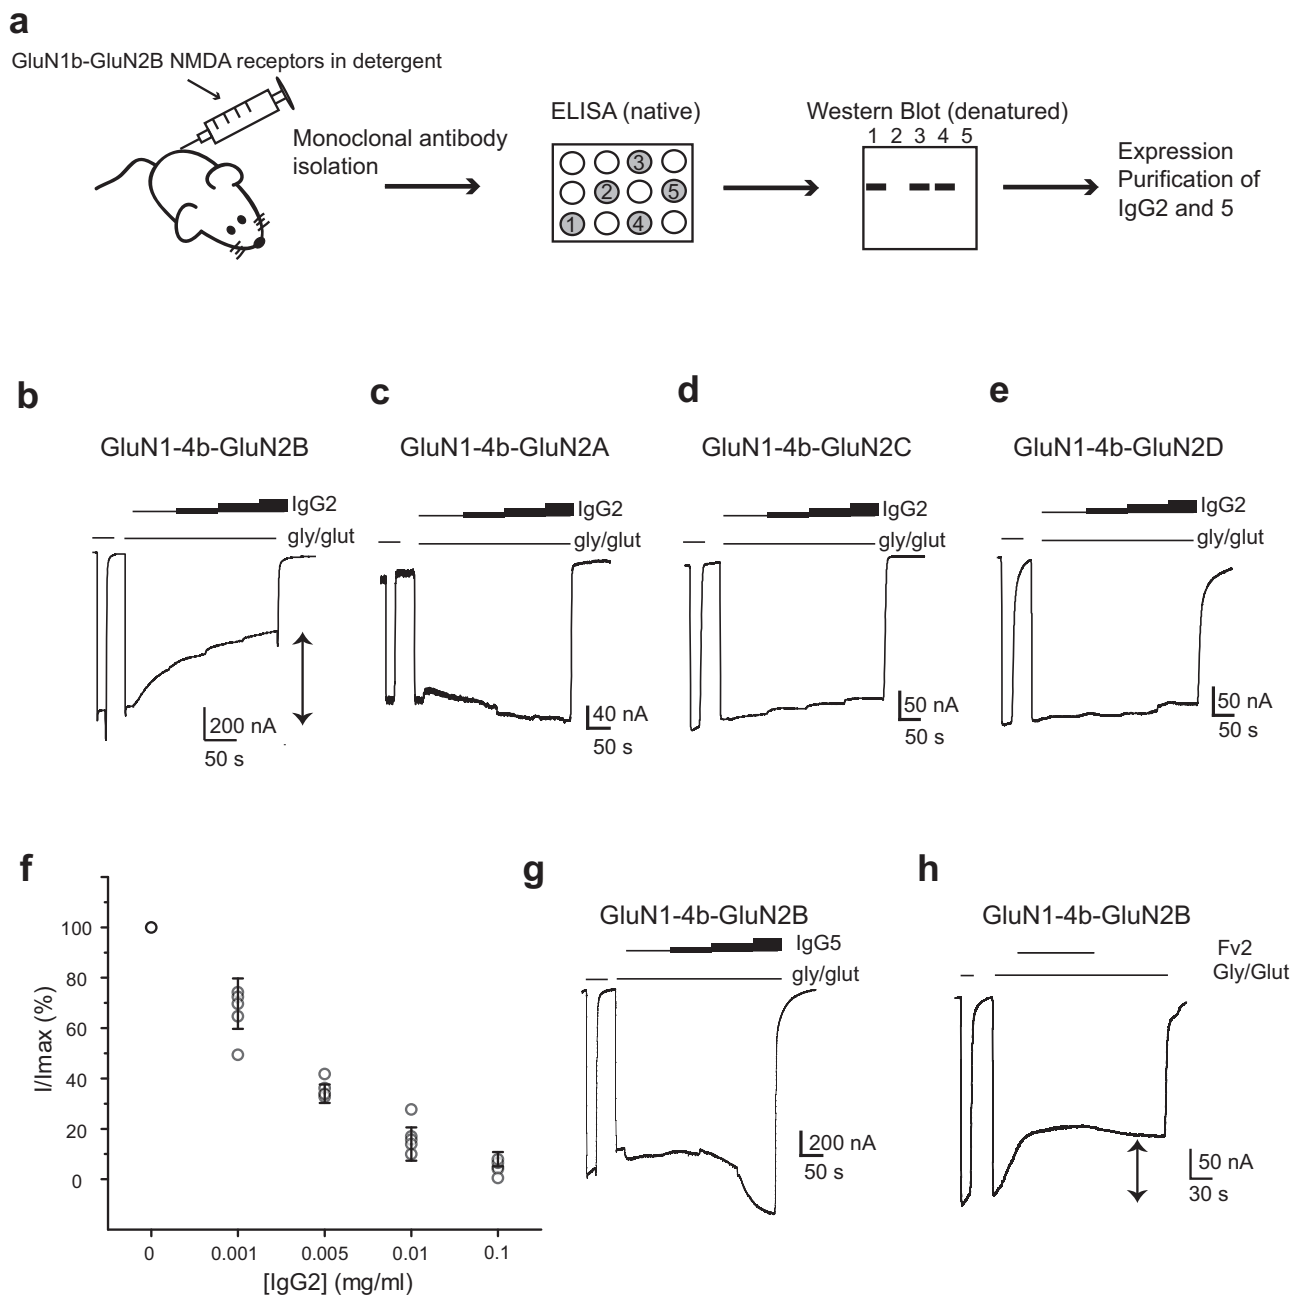 a
GluN1b-GluN2B NMDA receptors in detergent
Monoclonal antibody
isolation
ELISA (native)
3
2
5
1
4
Western Blot (denatured)
1 2 3 4 5
Expression
Purification of
IgG2 and 5
b
GluN1-4b-GluN2B
IgG2
gly/glut
200 nA
50 s
c
GluN1-4b-GluN2A
IgG2
gly/glut
40 nA
50 s
d
GluN1-4b-GluN2C
IgG2
gly/glut
50 nA
50 s
e
GluN1-4b-GluN2D
IgG2
gly/glut
50 nA
50 s
f
I/Imax (%)
100
80
60
40
20
0
0 0.001 0.005 0.01 0.1
[IgG2] (mg/ml)
g
GluN1-4b-GluN2B
IgG5
gly/glut
200 nA
50 s
h
GluN1-4b-GluN2B
Fv2
Gly/Glut
50 nA
30 s